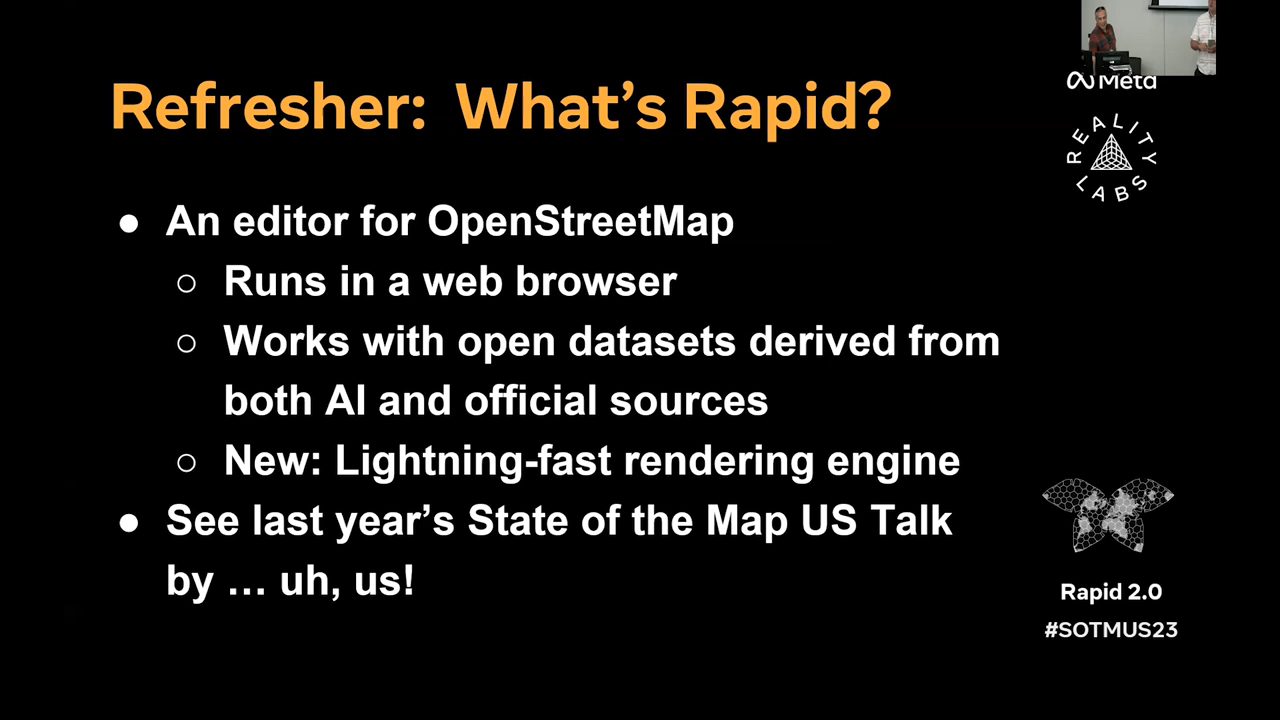 Refresher: What's Rapid?
Meta
REALITY
LABS
● An editor for OpenStreetMap
○ Runs in a web browser
○ Works with open datasets derived from
both AI and official sources
○ New: Lightning-fast rendering engine
● See last year's State of the Map US Talk
by … uh, us!
Rapid 2.0
#SOTMUS23